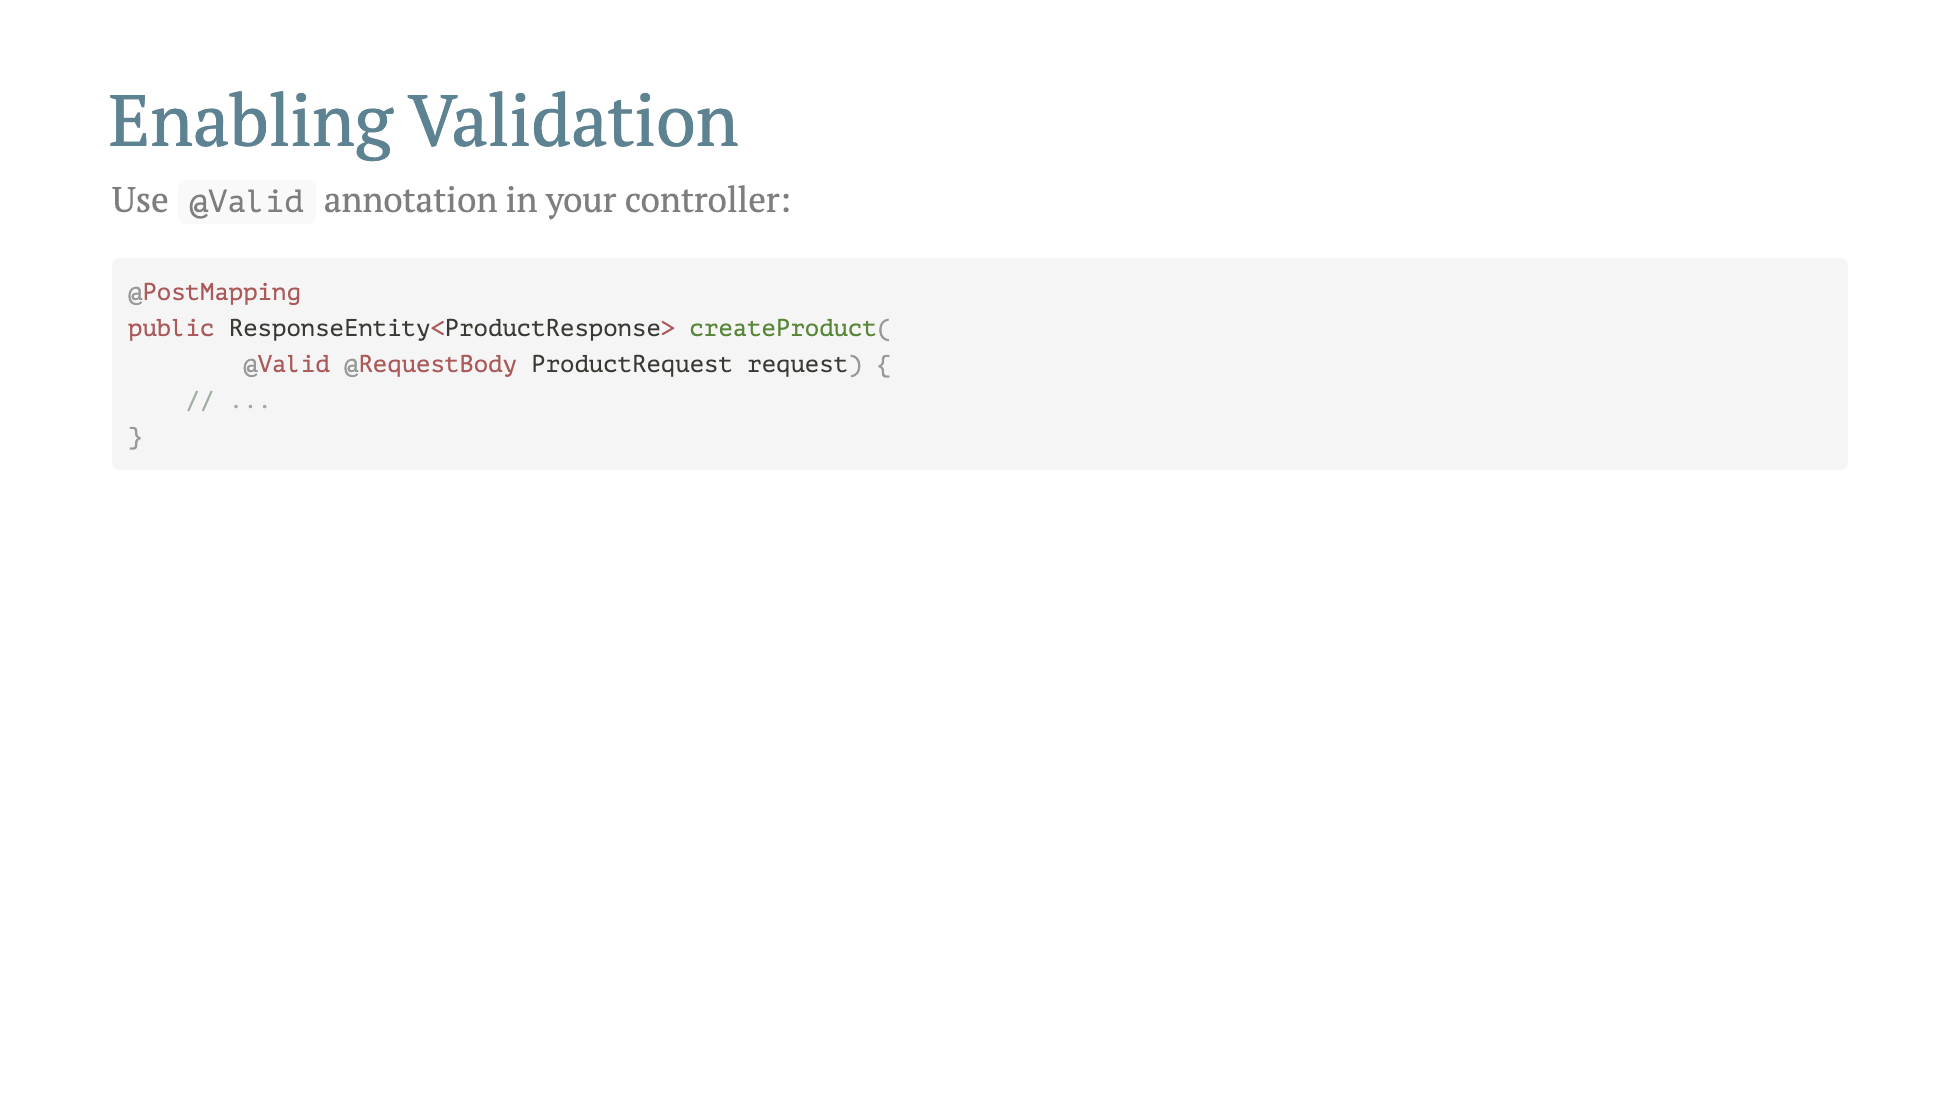 Enabling Validation
Use @Valid annotation in your controller:
@PostMapping
public ResponseEntity<ProductResponse> createProduct(
        @Valid @RequestBody ProductRequest request) {
    // ...
}